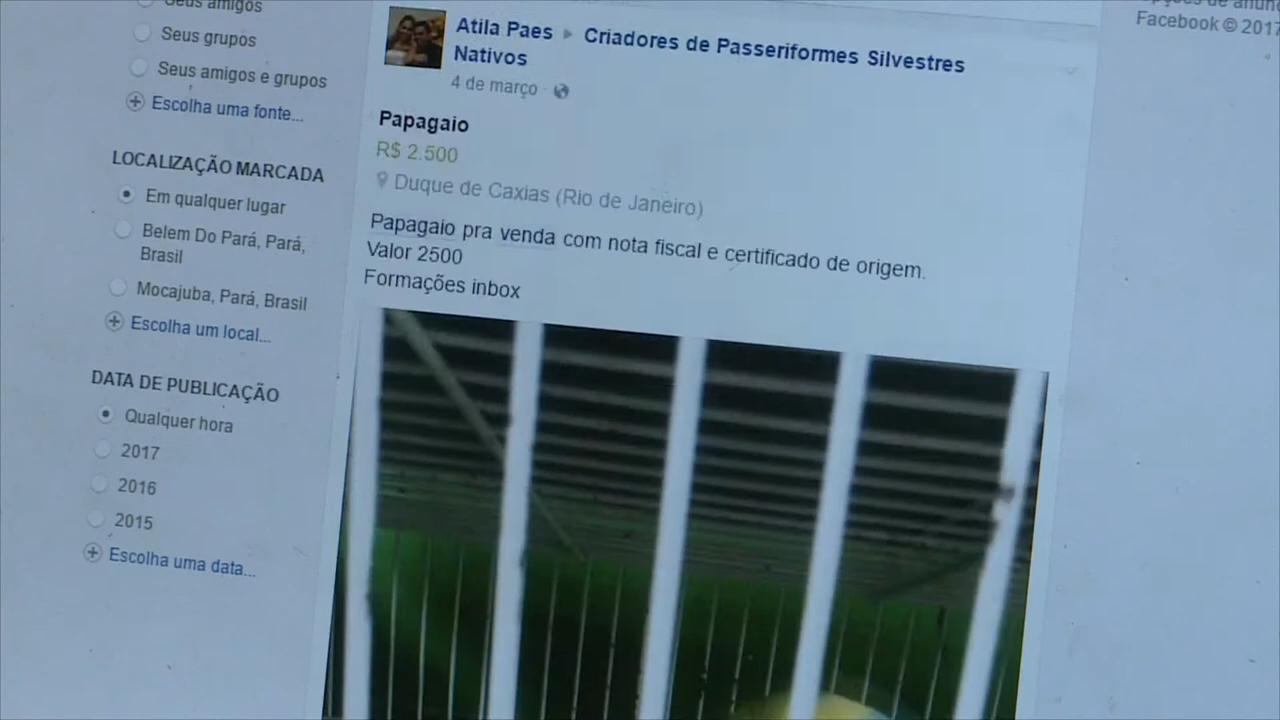 Seus amigos
Seus grupos
Seus amigos e grupos
Escolha uma fonte...
LOCALIZAÇÃO MARCADA
Em qualquer lugar
Belem Do Pará, Pará,
Brasil
Mocajuba, Pará, Brasil
Escolha um local...
DATA DE PUBLICAÇÃO
Qualquer hora
2017
2016
2015
Escolha uma data...
Atila Paes ▸ Criadores de Passeriformes Silvestres
Nativos
4 de março ·
Papagaio
R$ 2.500
Duque de Caxias (Rio de Janeiro)
Papagaio pra venda com nota fiscal e certificado de origem.
Valor 2500
Formações inbox
Facebook © 2017